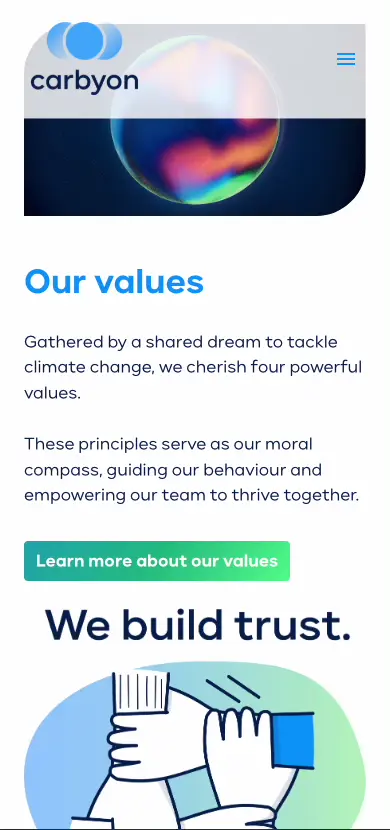 carbyon
Our values
Gathered by a shared dream to tackle
climate change, we cherish four powerful
values.
These principles serve as our moral
compass, guiding our behaviour and
empowering our team to thrive together.
Learn more about our values
We build trust.